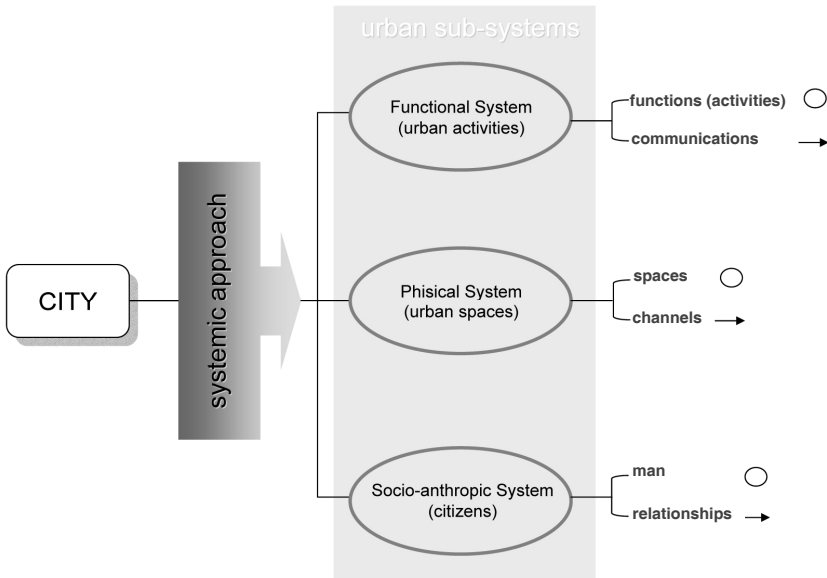 urban sub-systems
CITY
systemic approach
Functional System
(urban activities)
functions (activities)
communications
Phisical System
(urban spaces)
spaces
channels
Socio-anthropic System
(citizens)
man
relationships